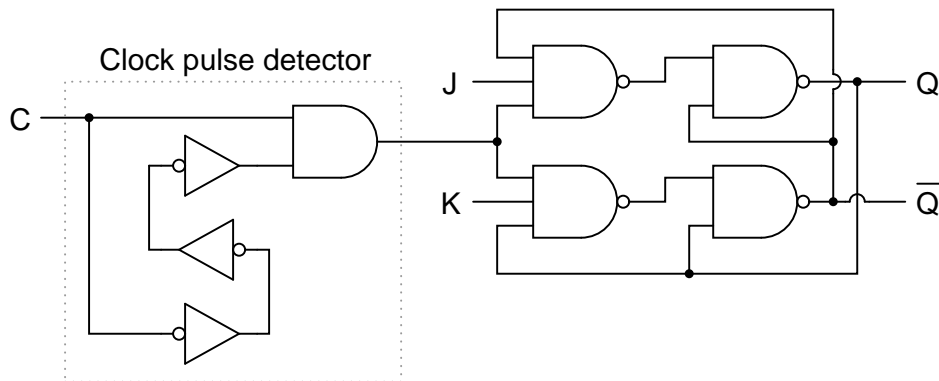 Clock pulse detector
C
J
Q
K
Q̅